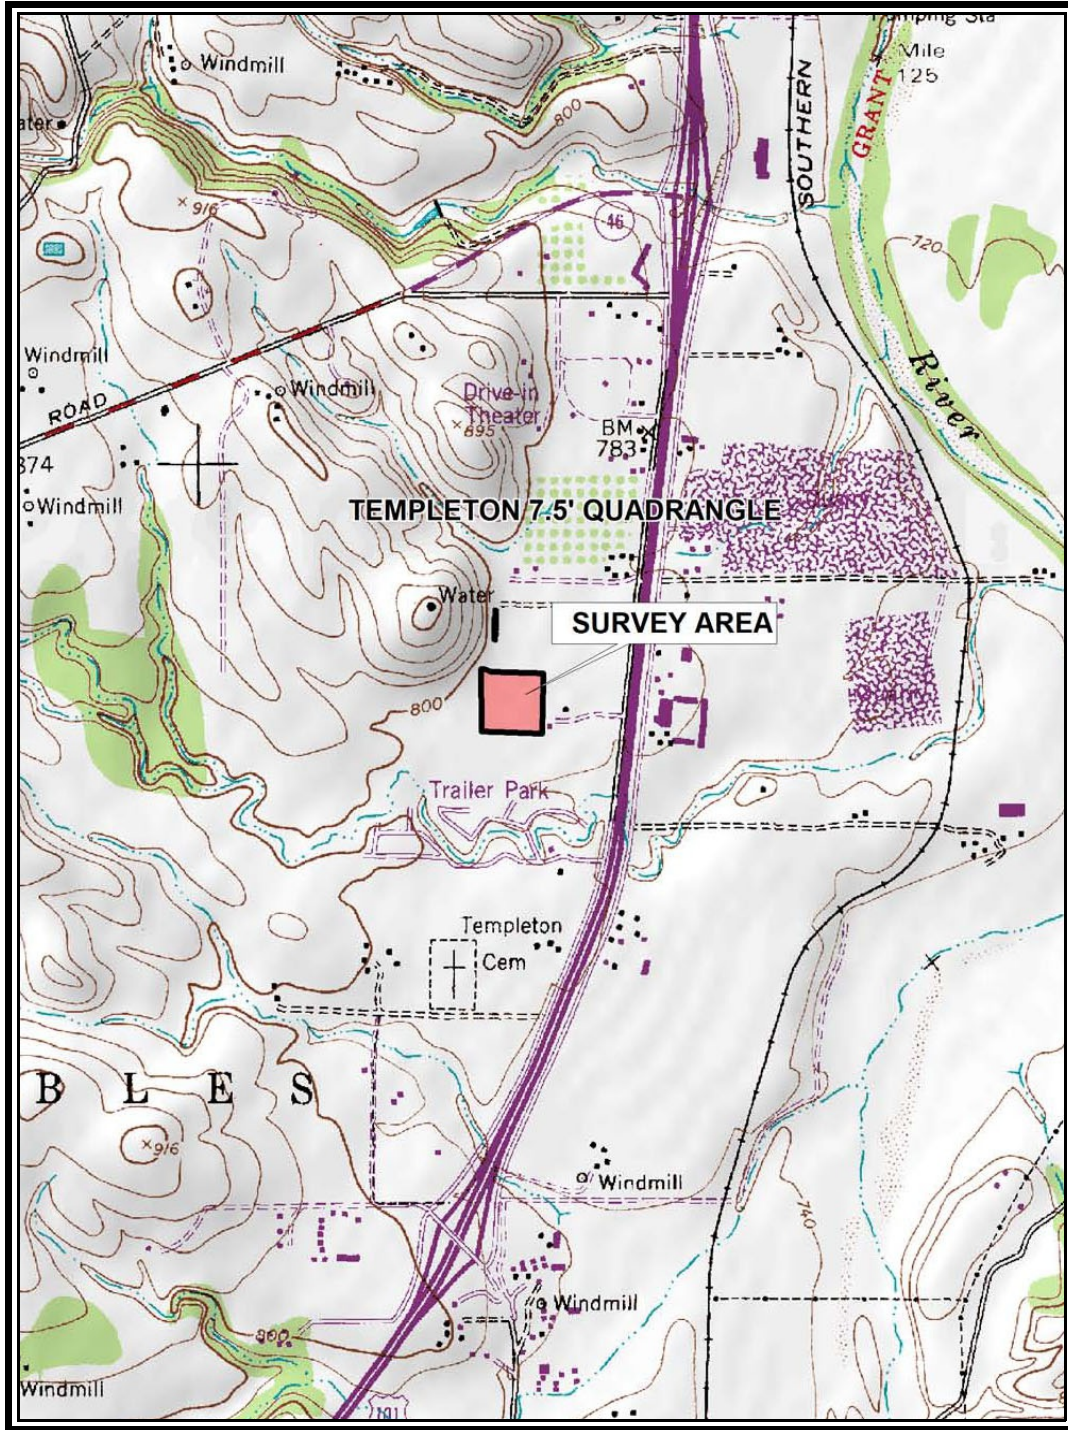 Pumping Sta
Windmill
Mile
125
SOUTHERN
GRANT
800
ater
46
× 916
720
Windmill
River
Windmill
Drive-in
Theater
ROAD
×895
BM
783
874
Windmill
TEMPLETON 7.5' QUADRANGLE
Water
SURVEY AREA
Quarry
800
Trailer Park
Templeton
Cem
B L E S
×916
Windmill
740
Windmill
800
Windmill
101